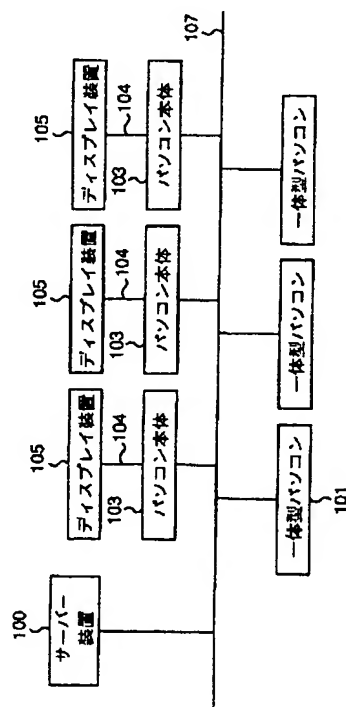 100
サーバー
装置
105
ディスプレイ装置
104
103
パソコン本体
105
ディスプレイ装置
104
103
パソコン本体
105
ディスプレイ装置
104
103
パソコン本体
107
一体型パソコン
101
一体型パソコン
一体型パソコン